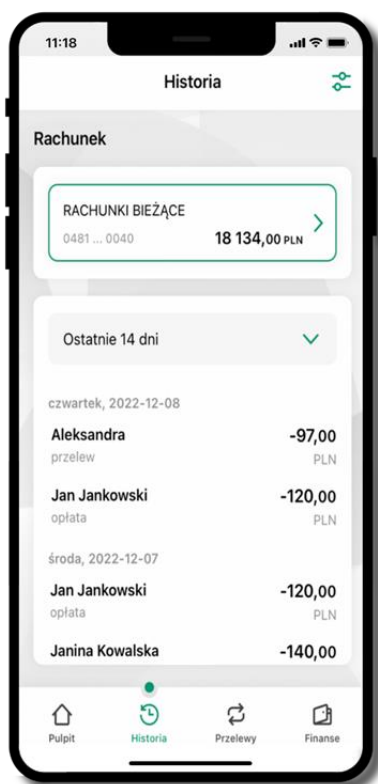 11:18
Historia
Rachunek
RACHUNKI BIEŻĄCE
0481 ... 0040 18 134,00 PLN
Ostatnie 14 dni
czwartek, 2022-12-08
Aleksandra -97,00
przelew PLN
Jan Jankowski -120,00
opłata PLN
środa, 2022-12-07
Jan Jankowski -120,00
opłata PLN
Janina Kowalska -140,00
Pulpit Historia Przelewy Finanse